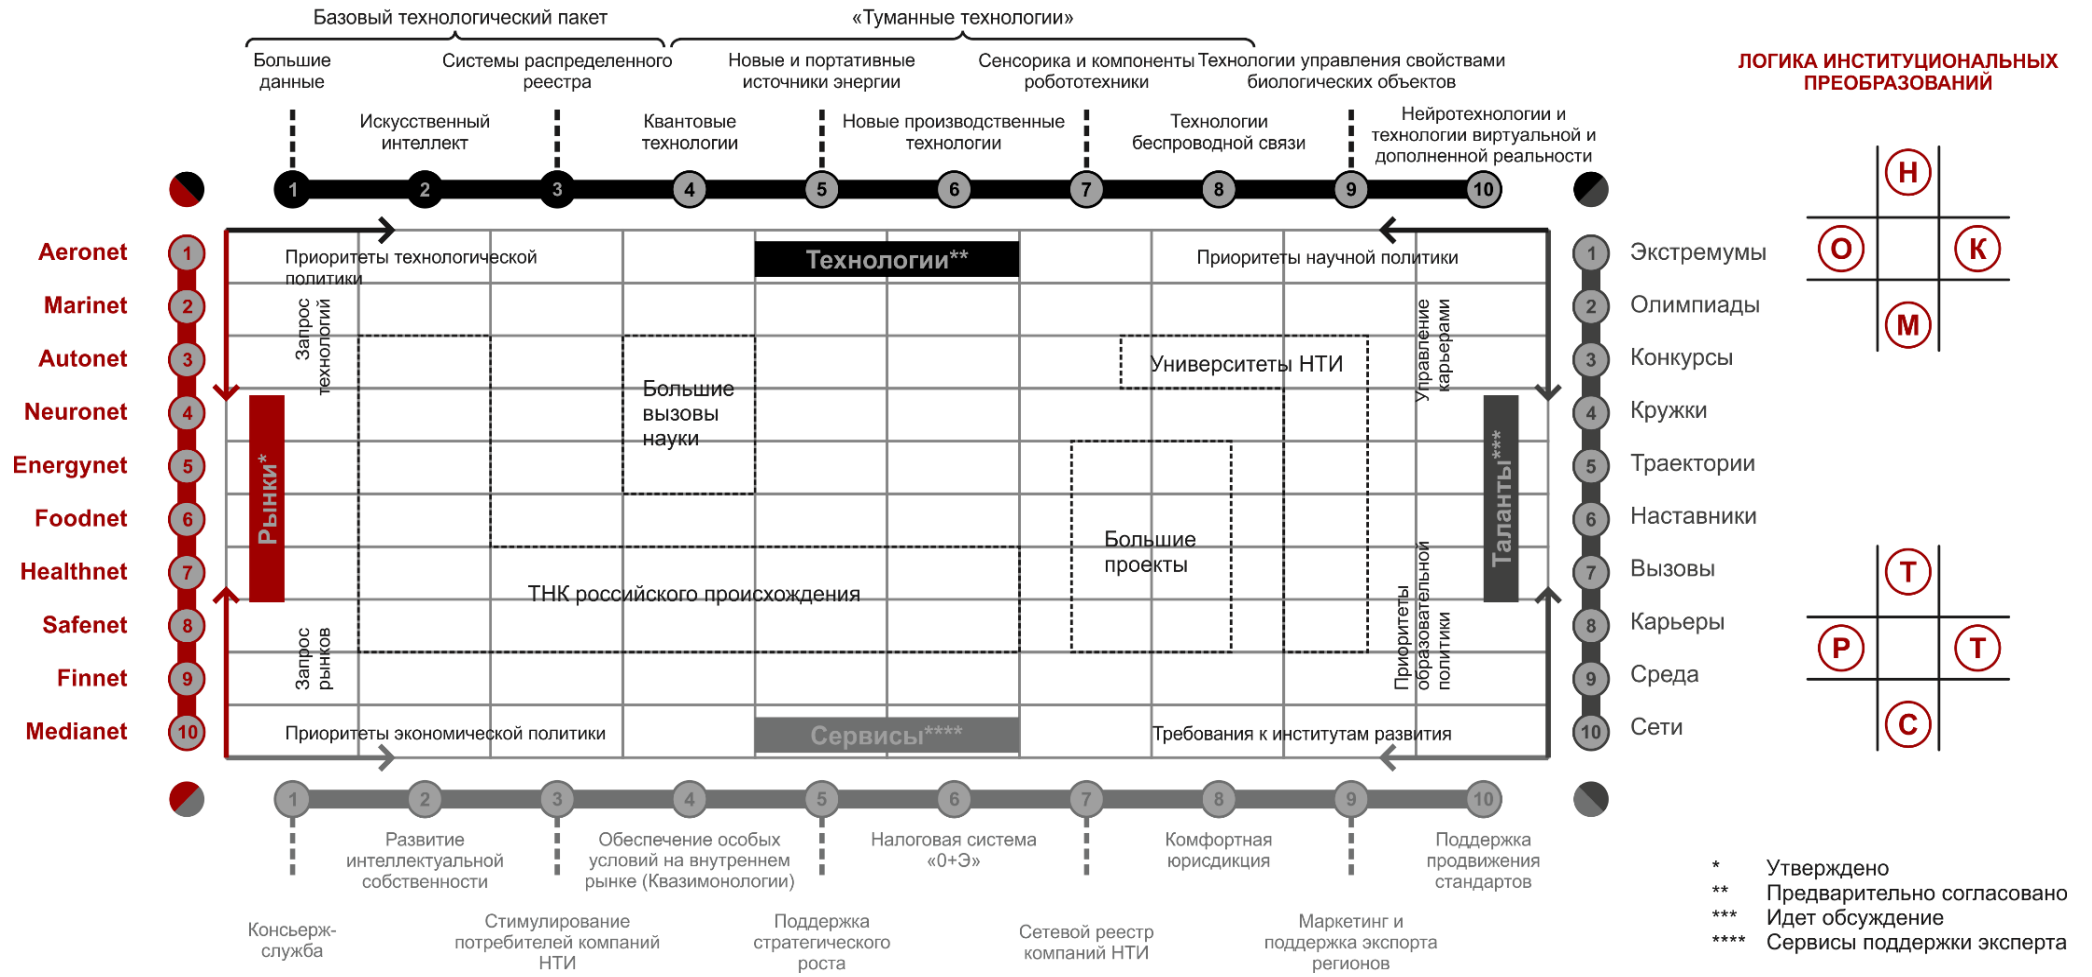 Базовый технологический пакет
«Туманные технологии»
Большие
данные
Системы распределенного
реестра
Новые и портативные
источники энергии
Сенсорика и компоненты
робототехники
Технологии управления свойствами
биологических объектов
Искусственный
интеллект
Квантовые
технологии
Новые производственные
технологии
Технологии
беспроводной связи
Нейротехнологии и
технологии виртуальной и
дополненной реальности
1 2 3 4 5 6 7 8 9 10
ЛОГИКА ИНСТИТУЦИОНАЛЬНЫХ
ПРЕОБРАЗОВАНИЙ
Н
О К
М
Т
Р Т
С
Aeronet 1
Marinet 2
Autonet 3
Neuronet 4
Energynet 5
Foodnet 6
Healthnet 7
Safenet 8
Finnet 9
Medianet 10
Приоритеты технологической
политики
Технологии**
Приоритеты научной политики
Запрос
технологий
Управление
карьерами
Университеты НТИ
Большие
вызовы
науки
Рынки*
Таланты***
Большие
проекты
ТНК российского происхождения
Запрос
рынков
Приоритеты
образовательной
политики
Приоритеты экономической политики
Сервисы****
Требования к институтам развития
1 Экстремумы
2 Олимпиады
3 Конкурсы
4 Кружки
5 Траектории
6 Наставники
7 Вызовы
8 Карьеры
9 Среда
10 Сети
1 2 3 4 5 6 7 8 9 10
Развитие
интеллектуальной
собственности
Обеспечение особых
условий на внутреннем
рынке (Квазимонологии)
Налоговая система
«0+Э»
Комфортная
юрисдикция
Поддержка
продвижения
стандартов
Консьерж-
служба
Стимулирование
потребителей компаний
НТИ
Поддержка
стратегического
роста
Сетевой реестр
компаний НТИ
Маркетинг и
поддержка экспорта
регионов
* Утверждено
** Предварительно согласовано
*** Идет обсуждение
**** Сервисы поддержки эксперта